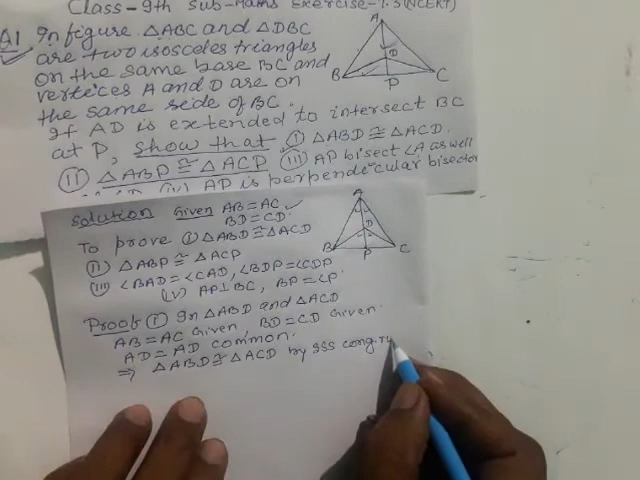 Class-9th Sub-Maths Exercise-7.3(NCERT)
Q1 In figure △ABC and △DBC
are two isosceles triangles
on the same base BC and
vertices A and D are on
the same side of BC.
If AD is extended to intersect BC
at P, show that (i) △ABD≅△ACD.
(ii) △ABP≅△ACP (iii) AP bisect ∠A as well
(iv) AP is perpendicular bisector
A
D
B
P
C
Solution Given AB=AC ✓
BD=CD.
To prove (i) △ABD≅△ACD
(ii) △ABP≅△ACP
(iii) ∠BAD=∠CAD, ∠BDP=∠CDP
(iv) AP⊥BC, BP=CP.
A
D
B
P
C
Proof (i) In △ABD and △ACD
AB=AC Given, BD=CD Given.
AD=AD common.
⇒ △ABD≅△ACD by SSS cong.